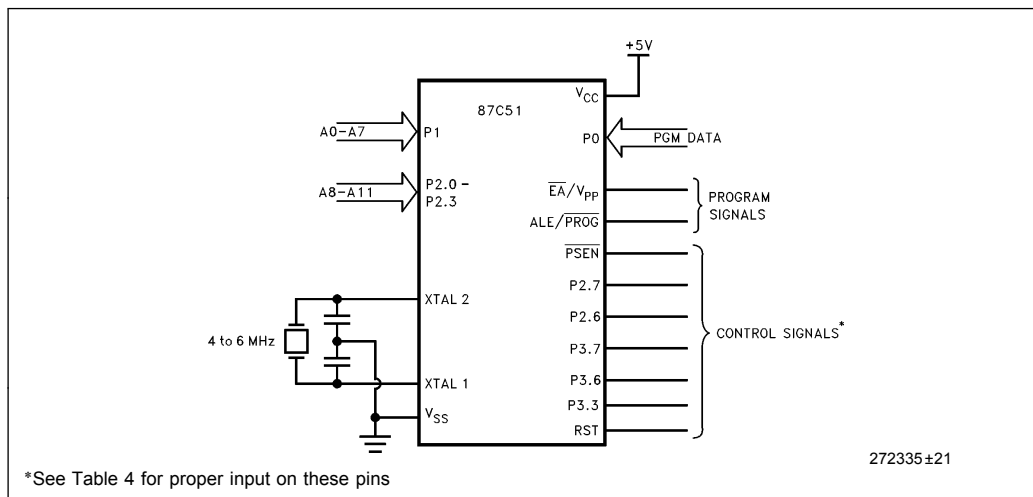 +5V
VCC
87C51
A0-A7
P1
P0
PGM DATA
A8-A11
P2.0-
P2.3
EA/VPP
ALE/PROG
PROGRAM
SIGNALS
PSEN
P2.7
P2.6
P3.7
P3.6
P3.3
RST
CONTROL SIGNALS*
XTAL 2
4 to 6 MHz
XTAL 1
VSS
272335±21
*See Table 4 for proper input on these pins